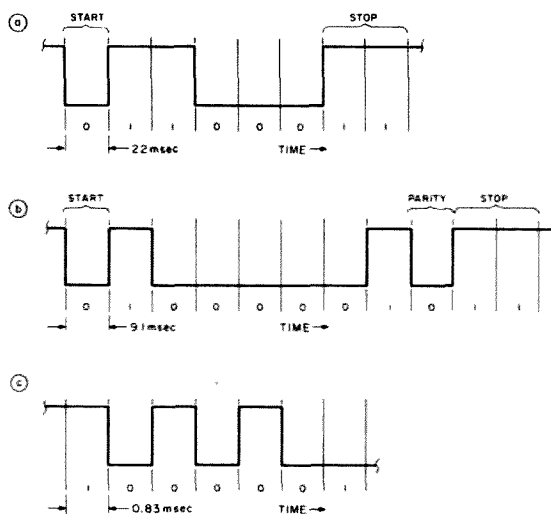 a
START STOP
0 1 1 0 0 0 1 1
22 msec TIME
b
START PARITY STOP
0 1 0 0 0 0 0 1 0 1 1
9.1 msec TIME
c
1 0 0 0 0 0 1
0.83 msec TIME